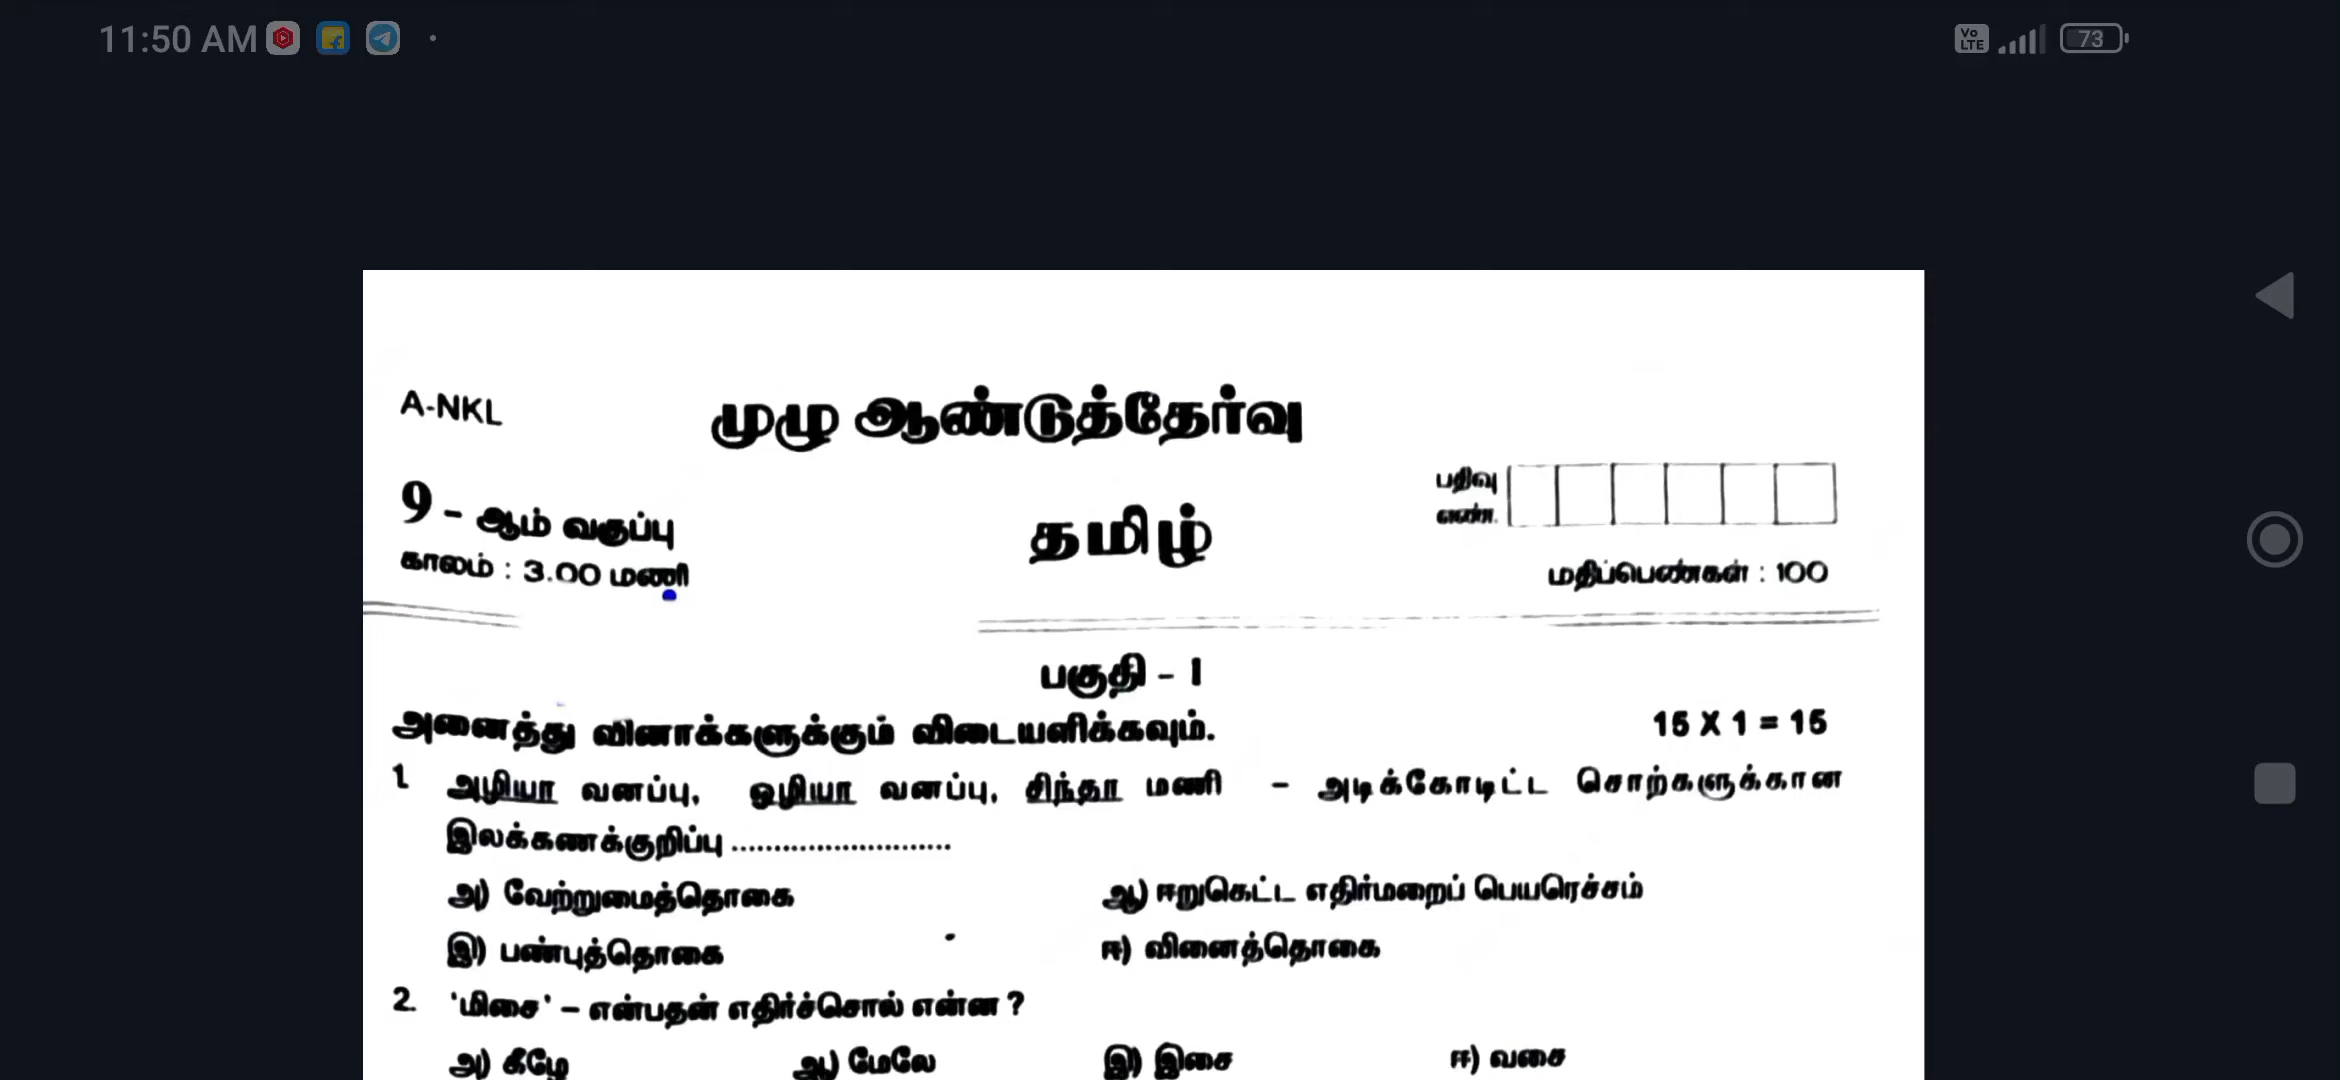 11:50 AM
Vo LTE 73
A-NKL
முழு ஆண்டுத்தேர்வு
9 - ஆம் வகுப்பு
தமிழ்
பதிவு எண்.
காலம் : 3.00 மணி
மதிப்பெண்கள் : 100
பகுதி - I
அனைத்து வினாக்களுக்கும் விடையளிக்கவும். 15 X 1 = 15
1 அழியா வனப்பு, ஒழியா வனப்பு, சிந்தா மணி - அடிக்கோடிட்ட சொற்களுக்கான
இலக்கணக்குறிப்பு ..........................
அ) வேற்றுமைத்தொகை ஆ) ஈறுகெட்ட எதிர்மறைப் பெயரெச்சம்
இ) பண்புத்தொகை ஈ) வினைத்தொகை
2. 'மிசை' – என்பதன் எதிர்ச்சொல் என்ன ?
அ) கீழே ஆ) மேலே இ) இசை ஈ) வசை